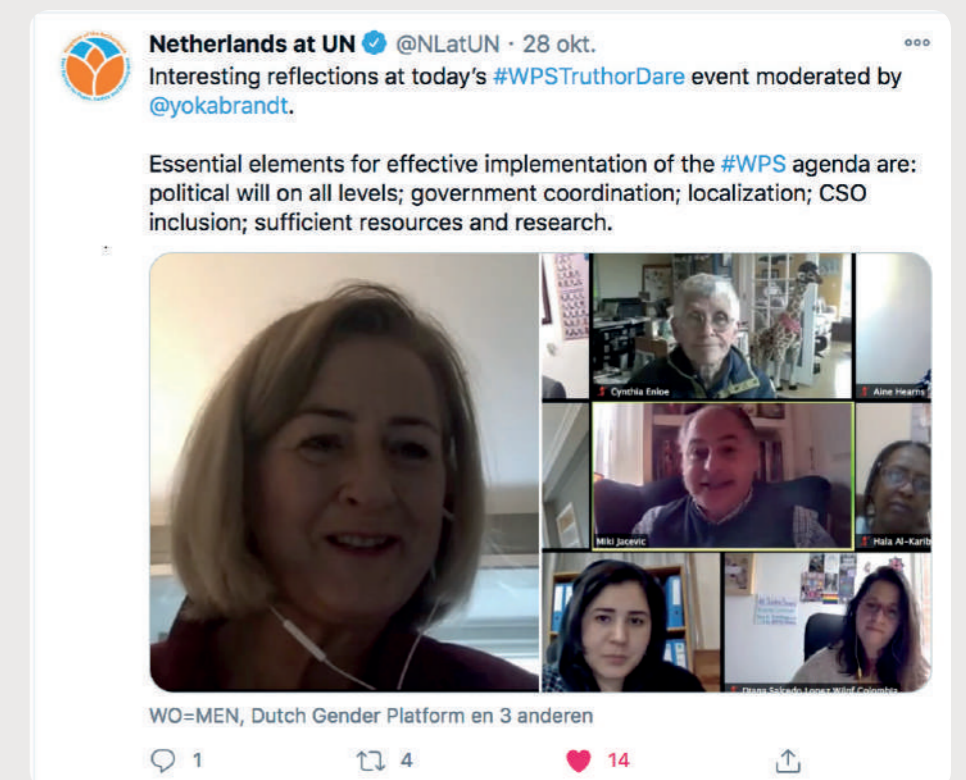 Netherlands at UN @NLatUN · 28 okt.
Interesting reflections at today's #WPSTruthorDare event moderated by
@yokabrandt.
Essential elements for effective implementation of the #WPS agenda are:
political will on all levels; government coordination; localization; CSO
inclusion; sufficient resources and research.
Cynthia Enloe
Aine Hearns
Miki Jacevic
Hala Al-Karib
Diana Salcedo Lopez Wilpf Colombia
WO=MEN, Dutch Gender Platform en 3 anderen
1 4 14